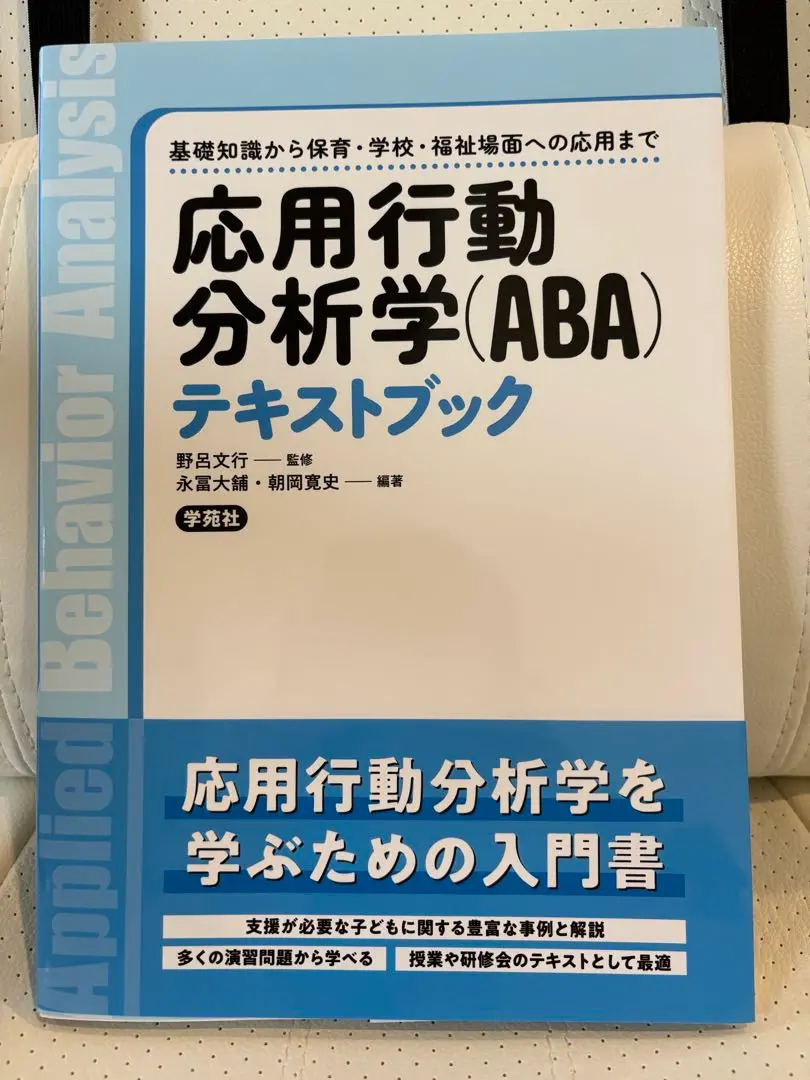 Applied Behavior Analysis
基礎知識から保育・学校・福祉場面への応用まで
応用行動
分析学(ABA)
テキストブック
野呂文行 ── 監修
永冨大舗・朝岡寛史 ── 編著
学苑社
応用行動分析学を
学ぶための入門書
支援が必要な子どもに関する豊富な事例と解説
多くの演習問題から学べる
授業や研修会のテキストとして最適